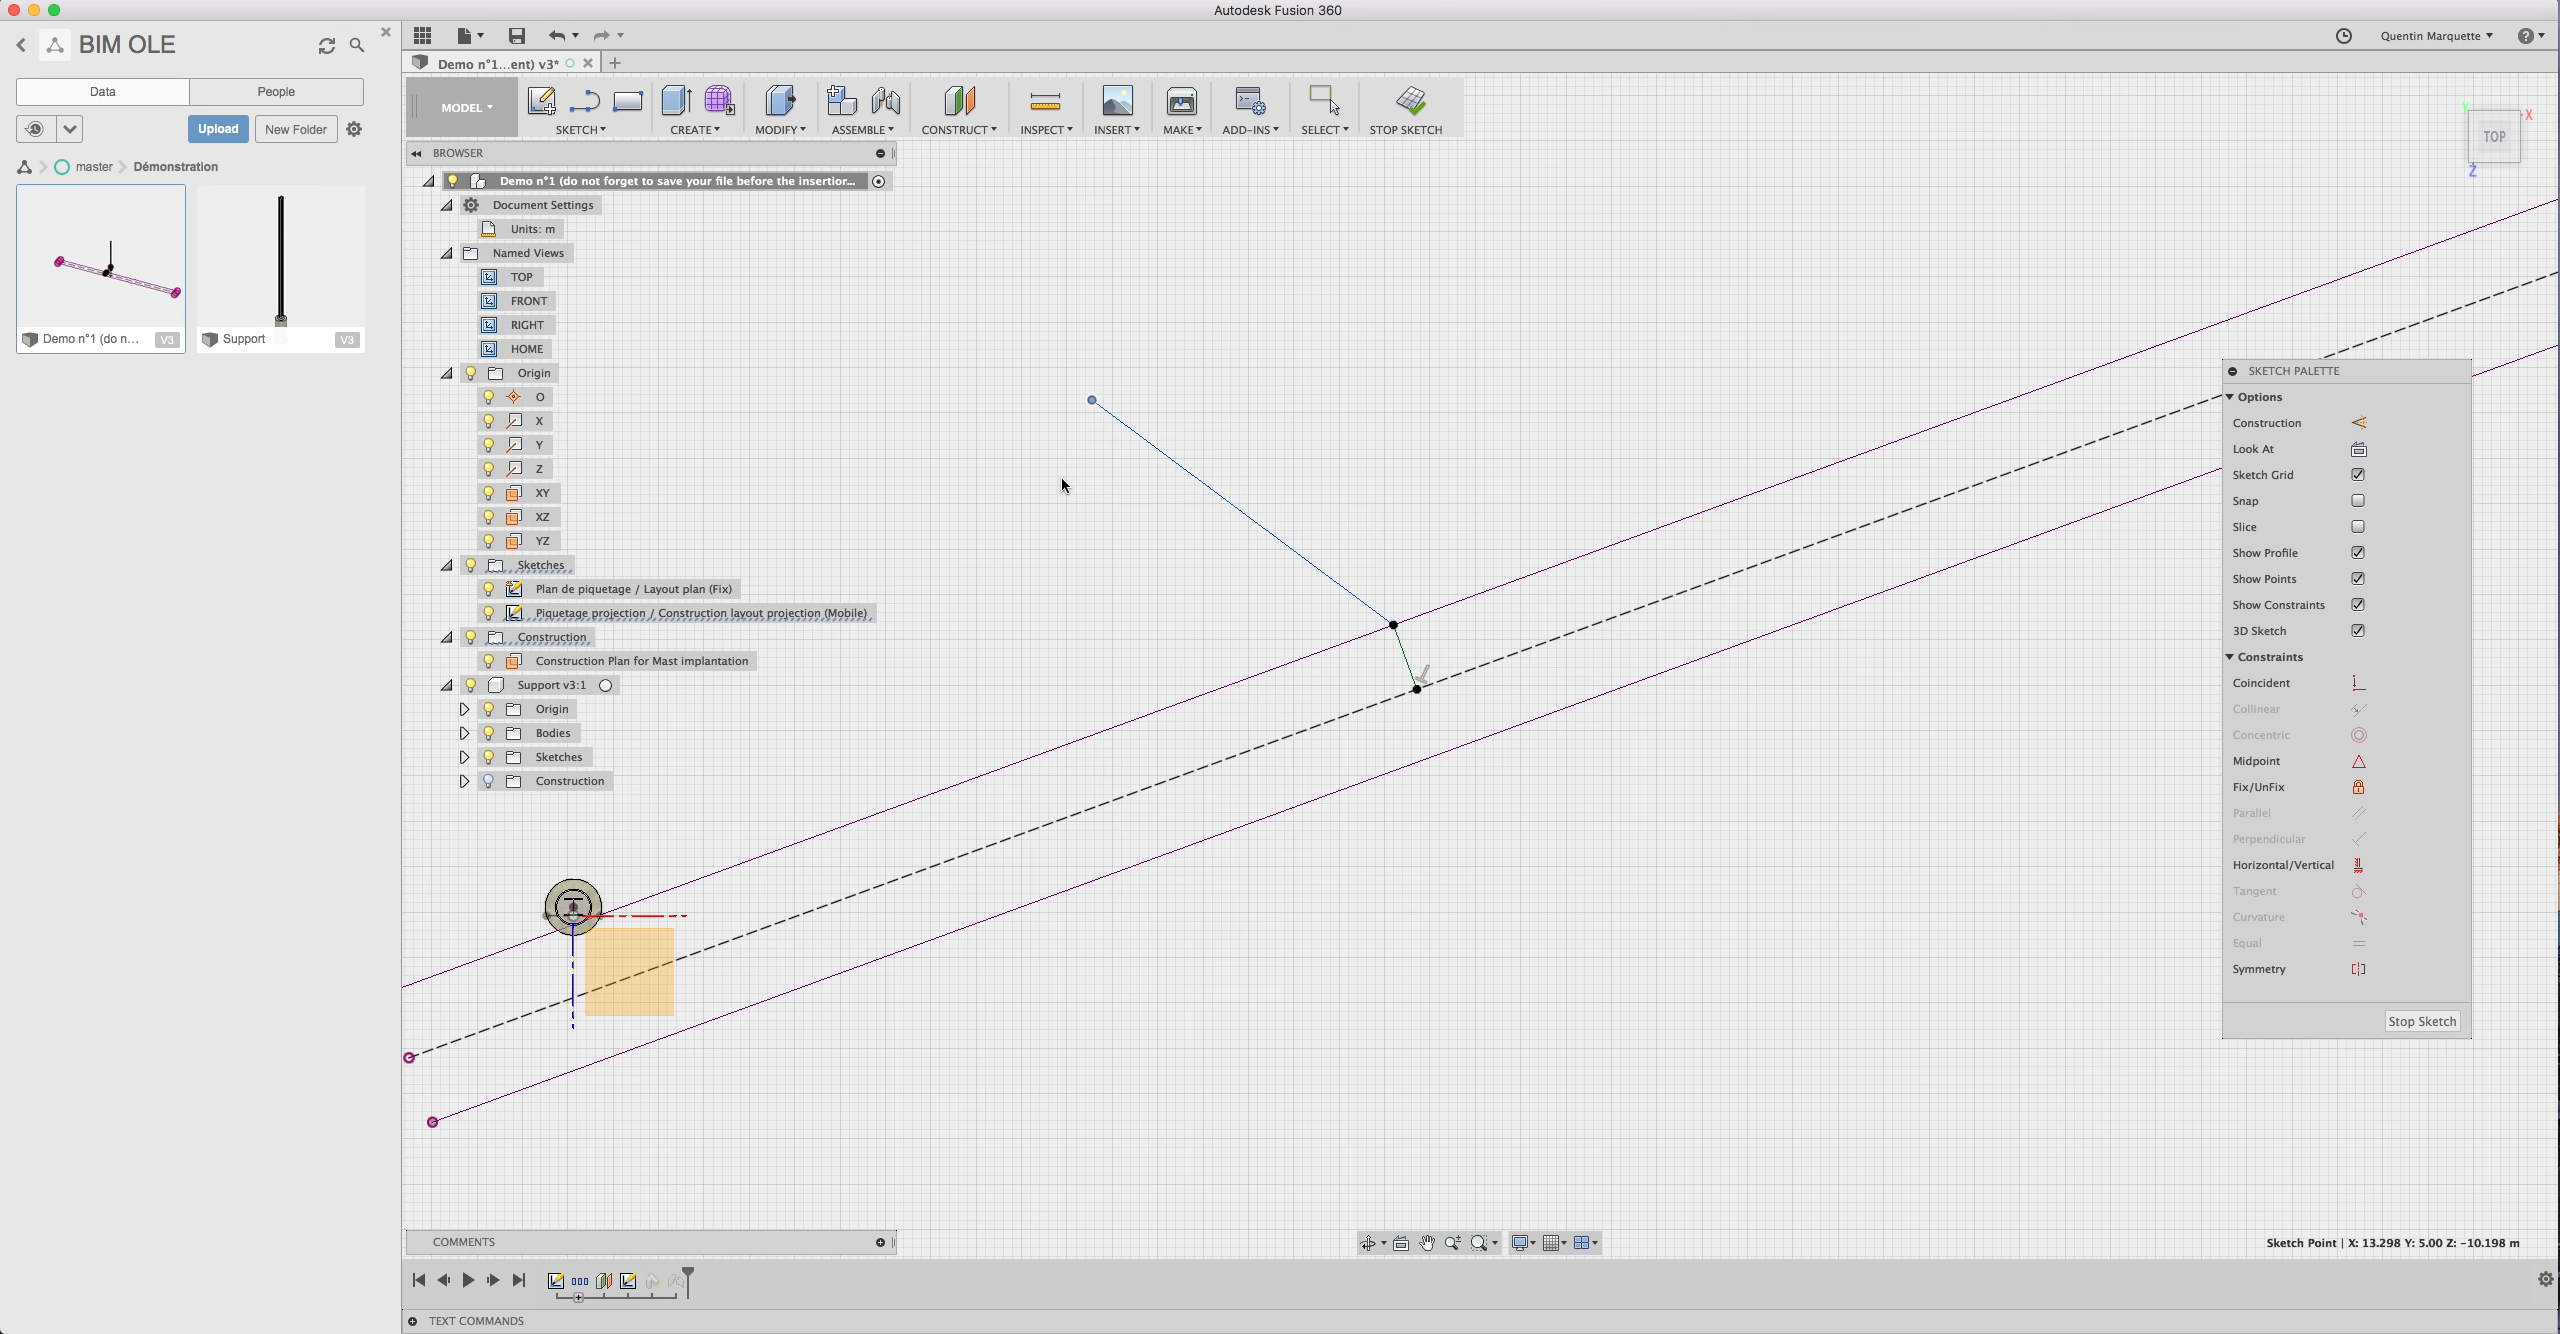 Autodesk Fusion 360
BIM OLE
Data
People
Upload
New Folder
master
Démonstration
Demo n°1 (do n...
V3
Support
V3
Quentin Marquette
Demo n°1...ent) v3*
MODEL
SKETCH
CREATE
MODIFY
ASSEMBLE
CONSTRUCT
INSPECT
INSERT
MAKE
ADD-INS
SELECT
STOP SKETCH
BROWSER
Demo n°1 (do not forget to save your file before the insertior...
Document Settings
Units: m
Named Views
TOP
FRONT
RIGHT
HOME
Origin
O
X
Y
Z
XY
XZ
YZ
Sketches
Plan de piquetage / Layout plan (Fix)
Piquetage projection / Construction layout projection (Mobile)
Construction
Construction Plan for Mast implantation
Support v3:1
Origin
Bodies
Sketches
Construction
Y
X
TOP
Z
SKETCH PALETTE
Options
Construction
Look At
Sketch Grid
Snap
Slice
Show Profile
Show Points
Show Constraints
3D Sketch
Constraints
Coincident
Collinear
Concentric
Midpoint
Fix/UnFix
Parallel
Perpendicular
Horizontal/Vertical
Tangent
Curvature
Equal
Symmetry
Stop Sketch
COMMENTS
Sketch Point | X: 13.298 Y: 5.00 Z: -10.198 m
TEXT COMMANDS